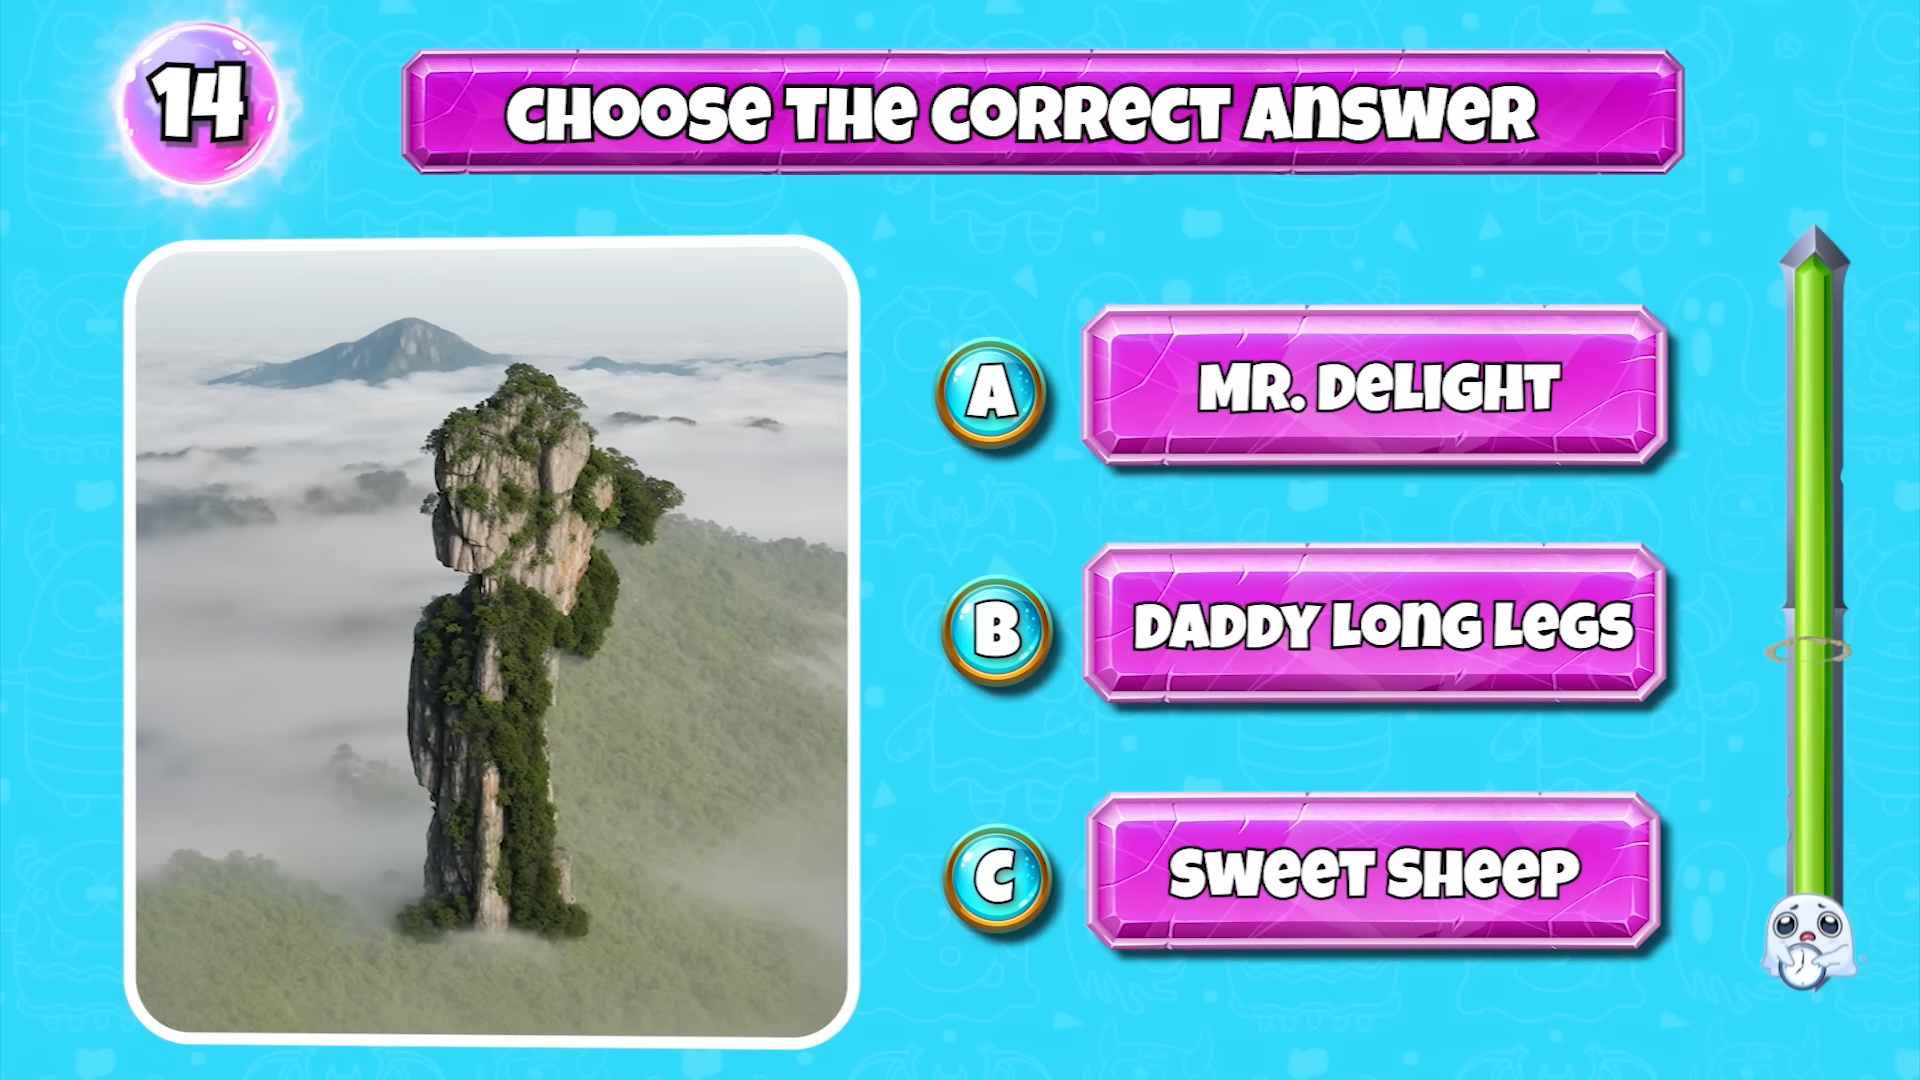 14
CHOOSE THE CORRECT ANSWER
A
MR. DELIGHT
B
DADDY LONG LEGS
C
SWEET SHEEP